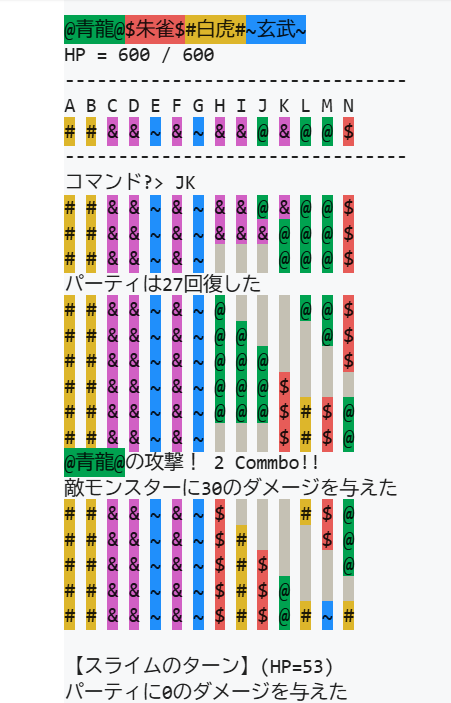 @青龍@$朱雀$#白虎#~玄武~
HP = 600 / 600
--------------------------------
A B C D E F G H I J K L M N
# # & & ~ & ~ & & @ & @ @ $
--------------------------------
コマンド?> JK
# # & & ~ & ~ & & @ & @ @ $
# # & & ~ & ~ & & & @ @ @ $
# # & & ~ & ~       @ @ @ $
パーティは27回復した
# # & & ~ & ~ @       @ @ $
# # & & ~ & ~ @ @       @ $
# # & & ~ & ~ @ @ @       $
# # & & ~ & ~ @ @ @ $
# # & & ~ & ~ @ @ @ $ # $ @
# # & & ~ & ~       $ # $ @
@青龍@の攻撃! 2 Commbo!!
敵モンスターに30のダメージを与えた
# # & & ~ & ~ $       # $ @
# # & & ~ & ~ $ #       $ @
# # & & ~ & ~ $ # $       @
# # & & ~ & ~ $ # $ @
# # & & ~ & ~ $ # $ @ # ~ #
【スライムのターン】(HP=53)
パーティに0のダメージを与えた